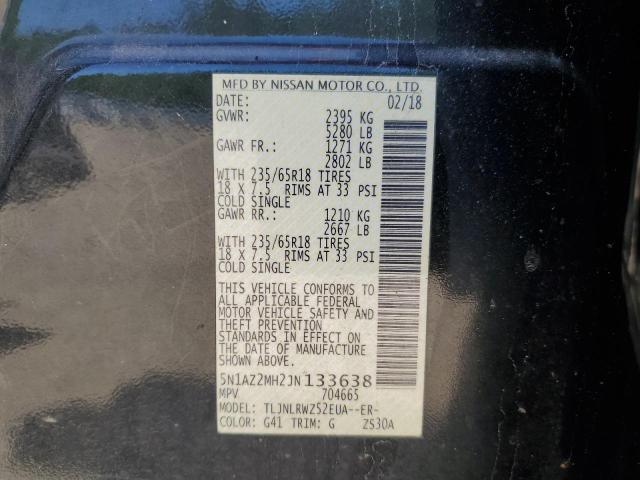 MFD BY NISSAN MOTOR CO., LTD.
DATE: 02/18
GVWR: 2395 KG
5280 LB
GAWR FR.: 1271 KG
2802 LB
WITH 235/65R18 TIRES
18 X 7.5 RIMS AT 33 PSI
COLD SINGLE
GAWR RR.: 1210 KG
2667 LB
WITH 235/65R18 TIRES
18 X 7.5 RIMS AT 33 PSI
COLD SINGLE
THIS VEHICLE CONFORMS TO
ALL APPLICABLE FEDERAL
MOTOR VEHICLE SAFETY AND
THEFT PREVENTION
STANDARDS IN EFFECT ON
THE DATE OF MANUFACTURE
SHOWN ABOVE.
5N1AZ2MH2JN133638
MPV 704665
MODEL: TLJNLRWZ52EUA--ER-
COLOR: G41 TRIM: G ZS30A